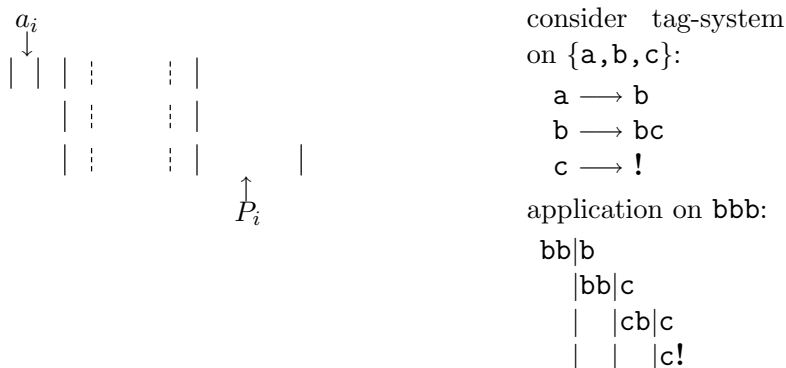 a_i
P_i
consider tag-system
on {a,b,c}:
a ⟶ b
b ⟶ bc
c ⟶ !
application on bbb:
bb|b
|bb|c
| |cb|c
| | |c!